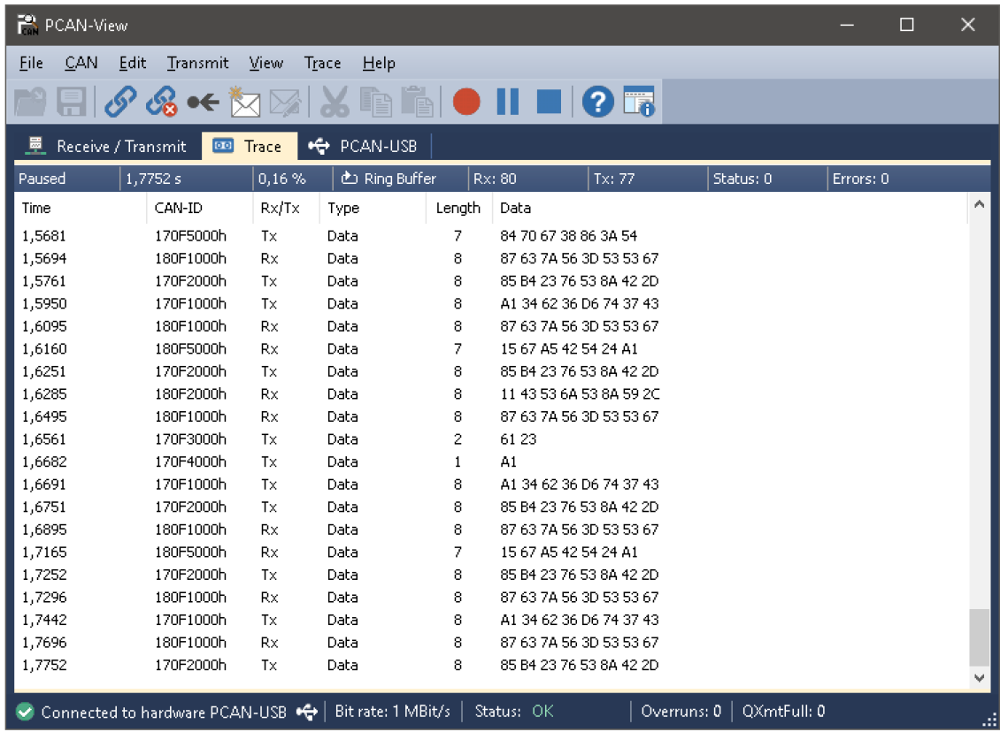 PCAN-View
File CAN Edit Transmit View Trace Help
Receive / Transmit Trace PCAN-USB
Paused 1,7752 s 0,16 % Ring Buffer Rx: 80 Tx: 77 Status: 0 Errors: 0
Time CAN-ID Rx/Tx Type Length Data
1,5681 170F5000h Tx Data 7 84 70 67 38 86 3A 54
1,5694 180F1000h Rx Data 8 87 63 7A 56 3D 53 53 67
1,5761 170F2000h Tx Data 8 85 B4 23 76 53 8A 42 2D
1,5950 170F1000h Tx Data 8 A1 34 62 36 D6 74 37 43
1,6095 180F1000h Rx Data 8 87 63 7A 56 3D 53 53 67
1,6160 180F5000h Rx Data 7 15 67 A5 42 54 24 A1
1,6251 170F2000h Tx Data 8 85 B4 23 76 53 8A 42 2D
1,6285 180F2000h Rx Data 8 11 43 53 6A 53 8A 59 2C
1,6495 180F1000h Rx Data 8 87 63 7A 56 3D 53 53 67
1,6561 170F3000h Tx Data 2 61 23
1,6682 170F4000h Tx Data 1 A1
1,6691 170F1000h Tx Data 8 A1 34 62 36 D6 74 37 43
1,6751 170F2000h Tx Data 8 85 B4 23 76 53 8A 42 2D
1,6895 180F1000h Rx Data 8 87 63 7A 56 3D 53 53 67
1,7165 180F5000h Rx Data 7 15 67 A5 42 54 24 A1
1,7252 170F2000h Tx Data 8 85 B4 23 76 53 8A 42 2D
1,7296 180F1000h Rx Data 8 87 63 7A 56 3D 53 53 67
1,7442 170F1000h Tx Data 8 A1 34 62 36 D6 74 37 43
1,7696 180F1000h Rx Data 8 87 63 7A 56 3D 53 53 67
1,7752 170F2000h Tx Data 8 85 B4 23 76 53 8A 42 2D
Connected to hardware PCAN-USB Bit rate: 1 MBit/s Status: OK Overruns: 0 QXmtFull: 0